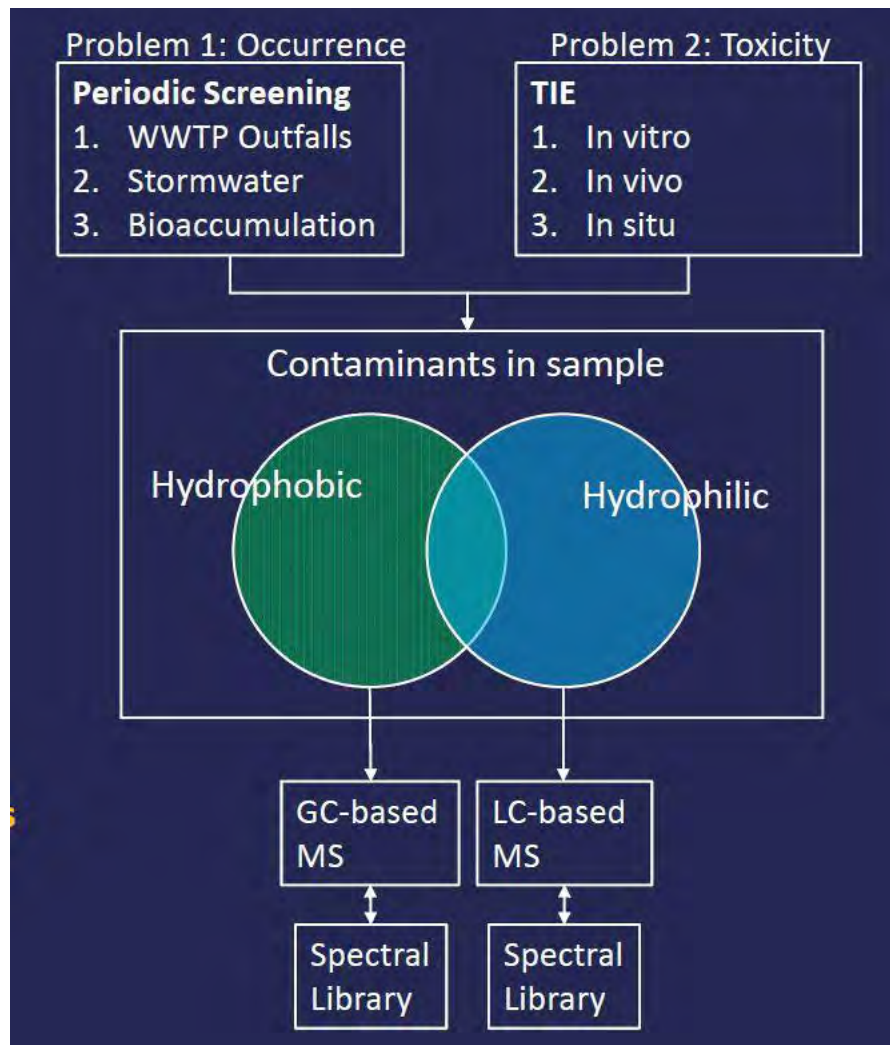 Problem 1: Occurrence
Problem 2: Toxicity
Periodic Screening
1. WWTP Outfalls
2. Stormwater
3. Bioaccumulation
TIE
1. In vitro
2. In vivo
3. In situ
Contaminants in sample
Hydrophobic
Hydrophilic
s
GC-based
MS
LC-based
MS
Spectral
Library
Spectral
Library